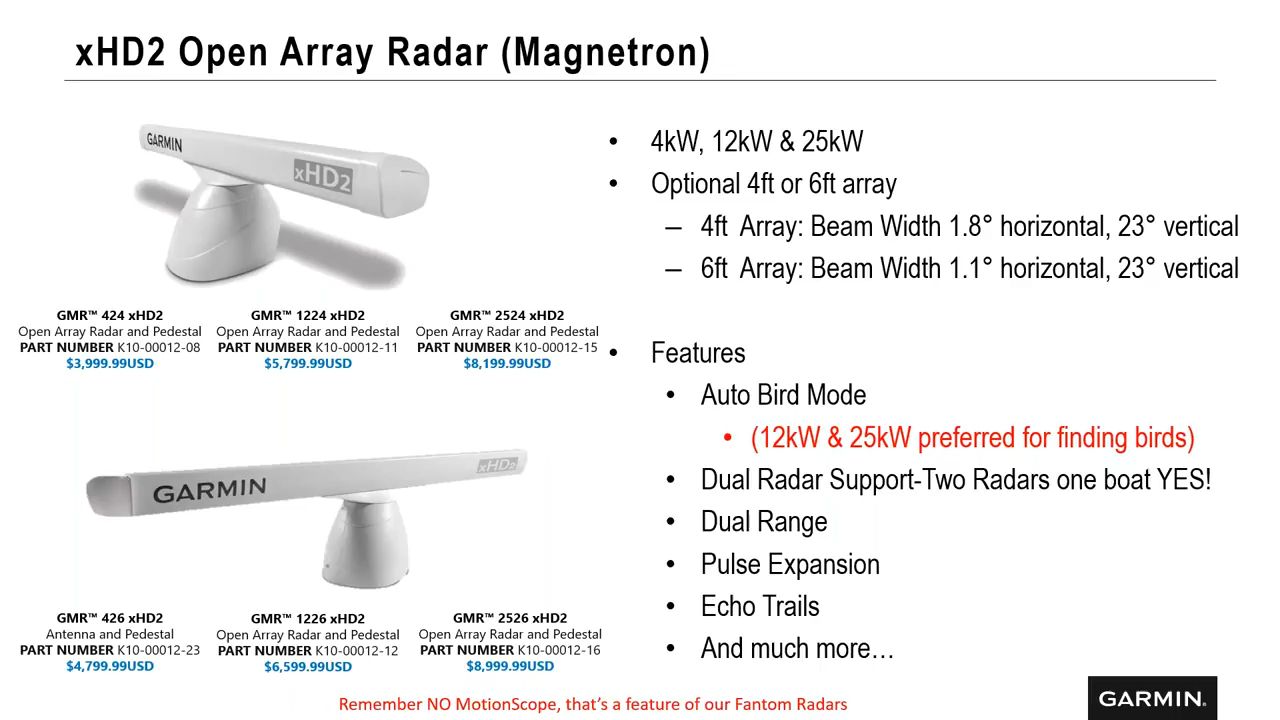 xHD2 Open Array Radar (Magnetron)
GARMIN
xHD2
GMR™ 424 xHD2
Open Array Radar and Pedestal
PART NUMBER K10-00012-08
$3,999.99USD
GMR™ 1224 xHD2
Open Array Radar and Pedestal
PART NUMBER K10-00012-11
$5,799.99USD
GMR™ 2524 xHD2
Open Array Radar and Pedestal
PART NUMBER K10-00012-15
$8,199.99USD
GARMIN
xHD2
GMR™ 426 xHD2
Antenna and Pedestal
PART NUMBER K10-00012-23
$4,799.99USD
GMR™ 1226 xHD2
Open Array Radar and Pedestal
PART NUMBER K10-00012-12
$6,599.99USD
GMR™ 2526 xHD2
Open Array Radar and Pedestal
PART NUMBER K10-00012-16
$8,999.99USD
• 4kW, 12kW & 25kW
• Optional 4ft or 6ft array
– 4ft Array: Beam Width 1.8° horizontal, 23° vertical
– 6ft Array: Beam Width 1.1° horizontal, 23° vertical
• Features
• Auto Bird Mode
• (12kW & 25kW preferred for finding birds)
• Dual Radar Support-Two Radars one boat YES!
• Dual Range
• Pulse Expansion
• Echo Trails
• And much more…
Remember NO MotionScope, that's a feature of our Fantom Radars
GARMIN.